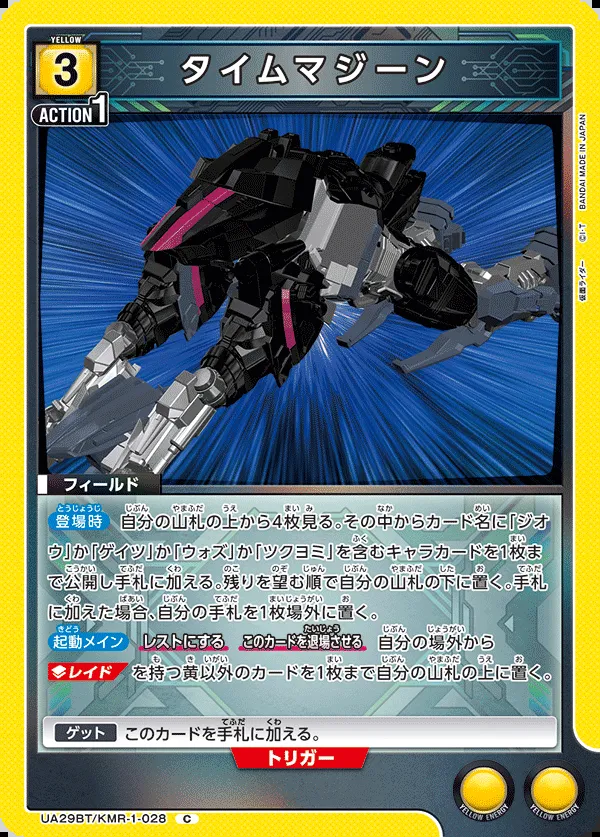 YELLOW
3
ACTION 1
タイムマジーン
仮面ライダー ©I・T BANDAI MADE IN JAPAN
フィールド
登場時 自分の山札の上から4枚見る。その中からカード名に「ジオ
ウ」か「ゲイツ」か「ウォズ」か「ツクヨミ」を含むキャラカードを1枚ま
で公開し手札に加える。残りを望む順で自分の山札の下に置く。手札
に加えた場合、自分の手札を1枚場外に置く。
起動メイン レストにする このカードを退場させる 自分の場外から
レイド を持つ黄以外のカードを1枚まで自分の山札の上に置く。
ゲット このカードを手札に加える。
トリガー
UA29BT/KMR-1-028 C
YELLOW ENERGY YELLOW ENERGY